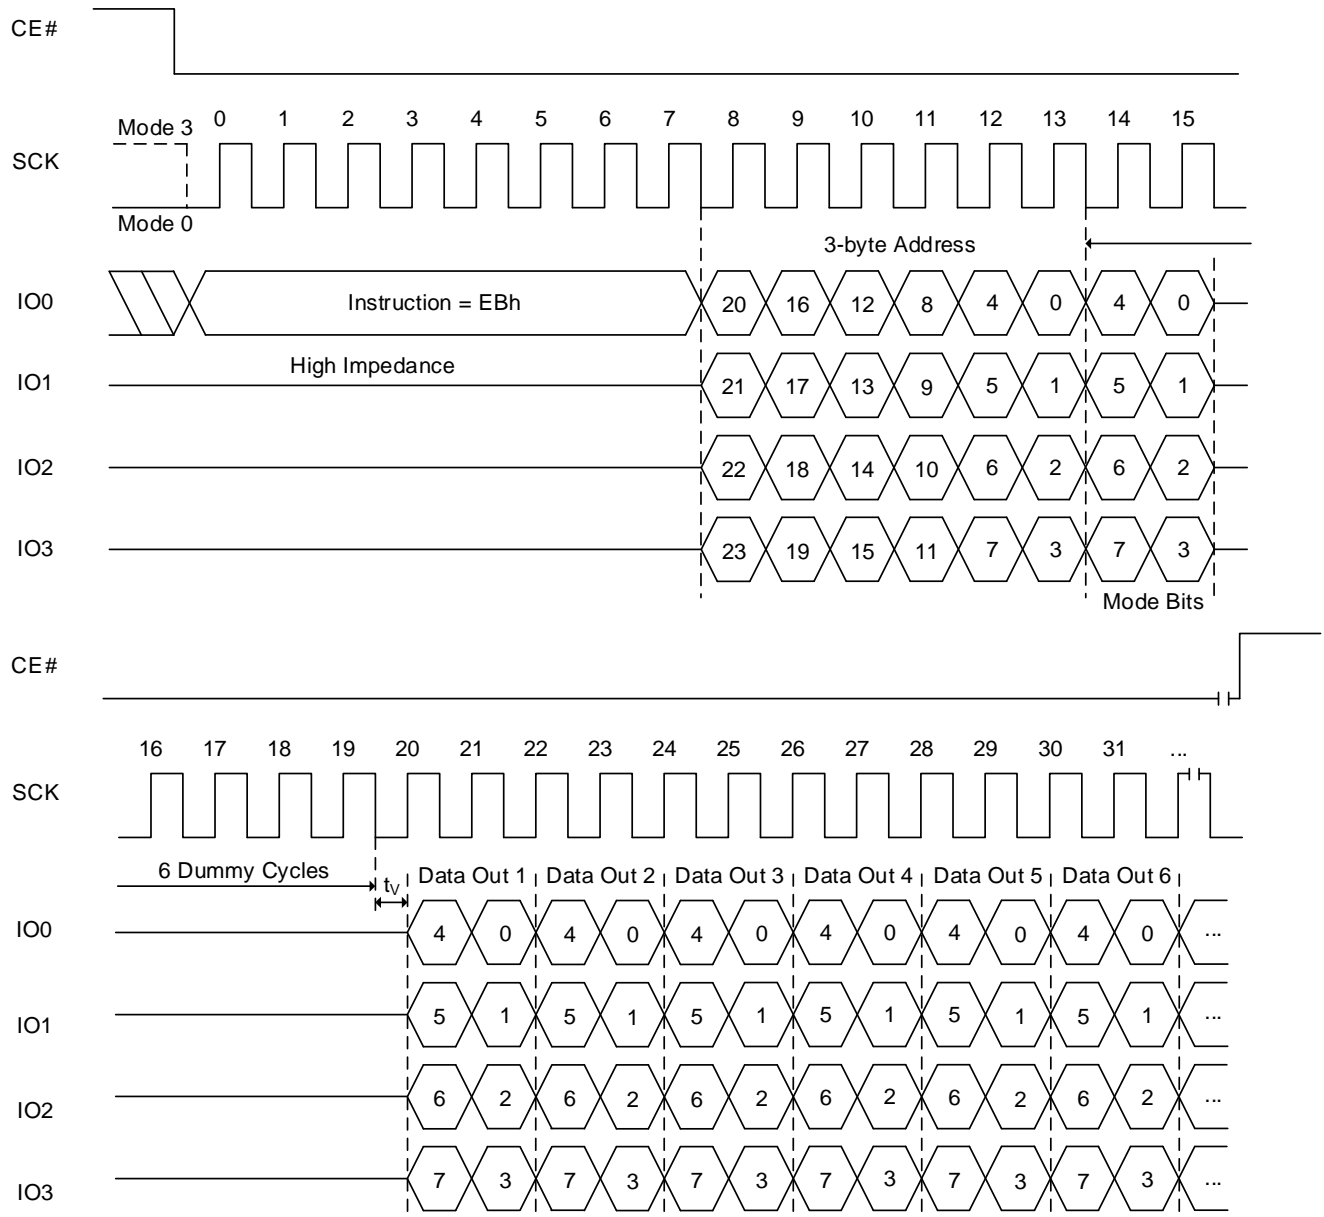 CE#
Mode 3 0 1 2 3 4 5 6 7 8 9 10 11 12 13 14 15
SCK
Mode 0
3-byte Address
IO0 Instruction = EBh 20 16 12 8 4 0 4 0
High Impedance
IO1 21 17 13 9 5 1 5 1
IO2 22 18 14 10 6 2 6 2
IO3 23 19 15 11 7 3 7 3
Mode Bits
CE#
16 17 18 19 20 21 22 23 24 25 26 27 28 29 30 31 ...
SCK
6 Dummy Cycles tV Data Out 1 Data Out 2 Data Out 3 Data Out 4 Data Out 5 Data Out 6
IO0 4 0 4 0 4 0 4 0 4 0 4 0 ...
IO1 5 1 5 1 5 1 5 1 5 1 5 1 ...
IO2 6 2 6 2 6 2 6 2 6 2 6 2 ...
IO3 7 3 7 3 7 3 7 3 7 3 7 3 ...